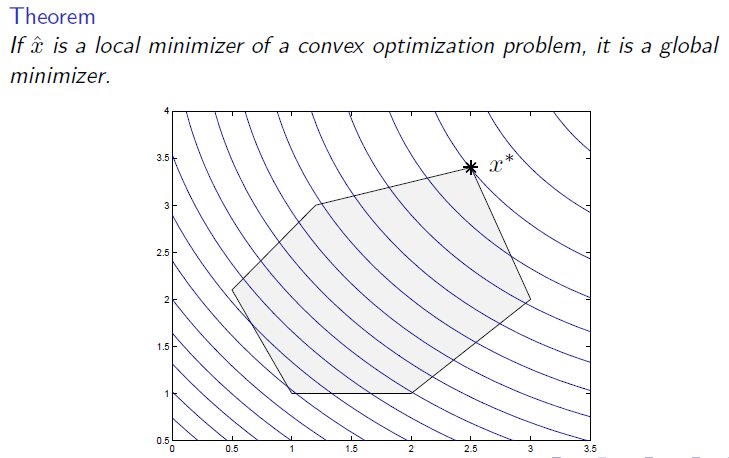 Theorem
If x̂ is a local minimizer of a convex optimization problem, it is a global
minimizer.
4
3.5
x*
3
2.5
2
1.5
1
0.5
0 0.5 1 1.5 2 2.5 3 3.5